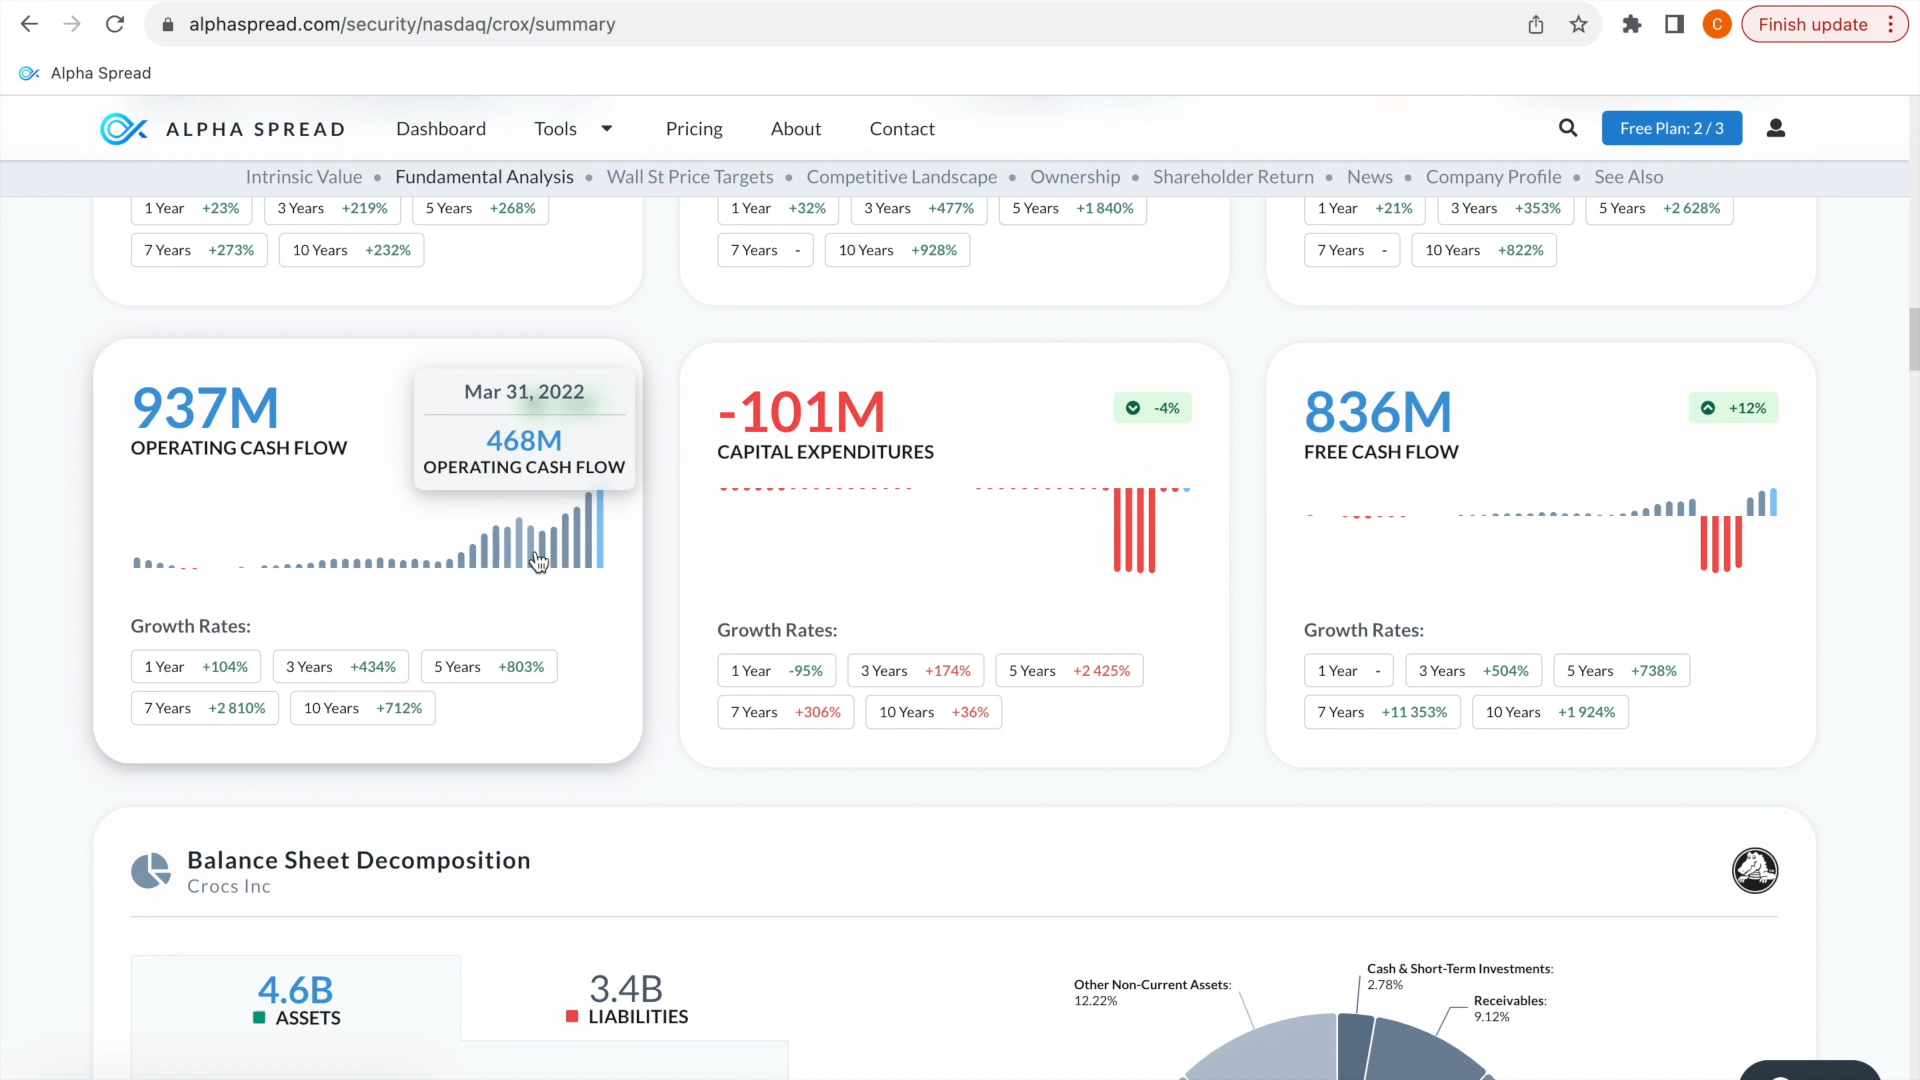 alphaspread.com/security/nasdaq/crox/summary
C
Finish update
Alpha Spread
ALPHA SPREAD
Dashboard
Tools
Pricing
About
Contact
Free Plan: 2 / 3
Intrinsic Value • Fundamental Analysis • Wall St Price Targets • Competitive Landscape • Ownership • Shareholder Return • News • Company Profile • See Also
1 Year +23% 3 Years +219% 5 Years +268%
7 Years +273% 10 Years +232%
1 Year +32% 3 Years +477% 5 Years +1 840%
7 Years - 10 Years +928%
1 Year +21% 3 Years +353% 5 Years +2 628%
7 Years - 10 Years +822%
937M
OPERATING CASH FLOW
Mar 31, 2022
468M
OPERATING CASH FLOW
Growth Rates:
1 Year +104% 3 Years +434% 5 Years +803%
7 Years +2 810% 10 Years +712%
-101M
-4%
CAPITAL EXPENDITURES
Growth Rates:
1 Year -95% 3 Years +174% 5 Years +2 425%
7 Years +306% 10 Years +36%
836M
+12%
FREE CASH FLOW
Growth Rates:
1 Year - 3 Years +504% 5 Years +738%
7 Years +11 353% 10 Years +1 924%
Balance Sheet Decomposition
Crocs Inc
4.6B
ASSETS
3.4B
LIABILITIES
Other Non-Current Assets:
12.22%
Cash & Short-Term Investments:
2.78%
Receivables:
9.12%